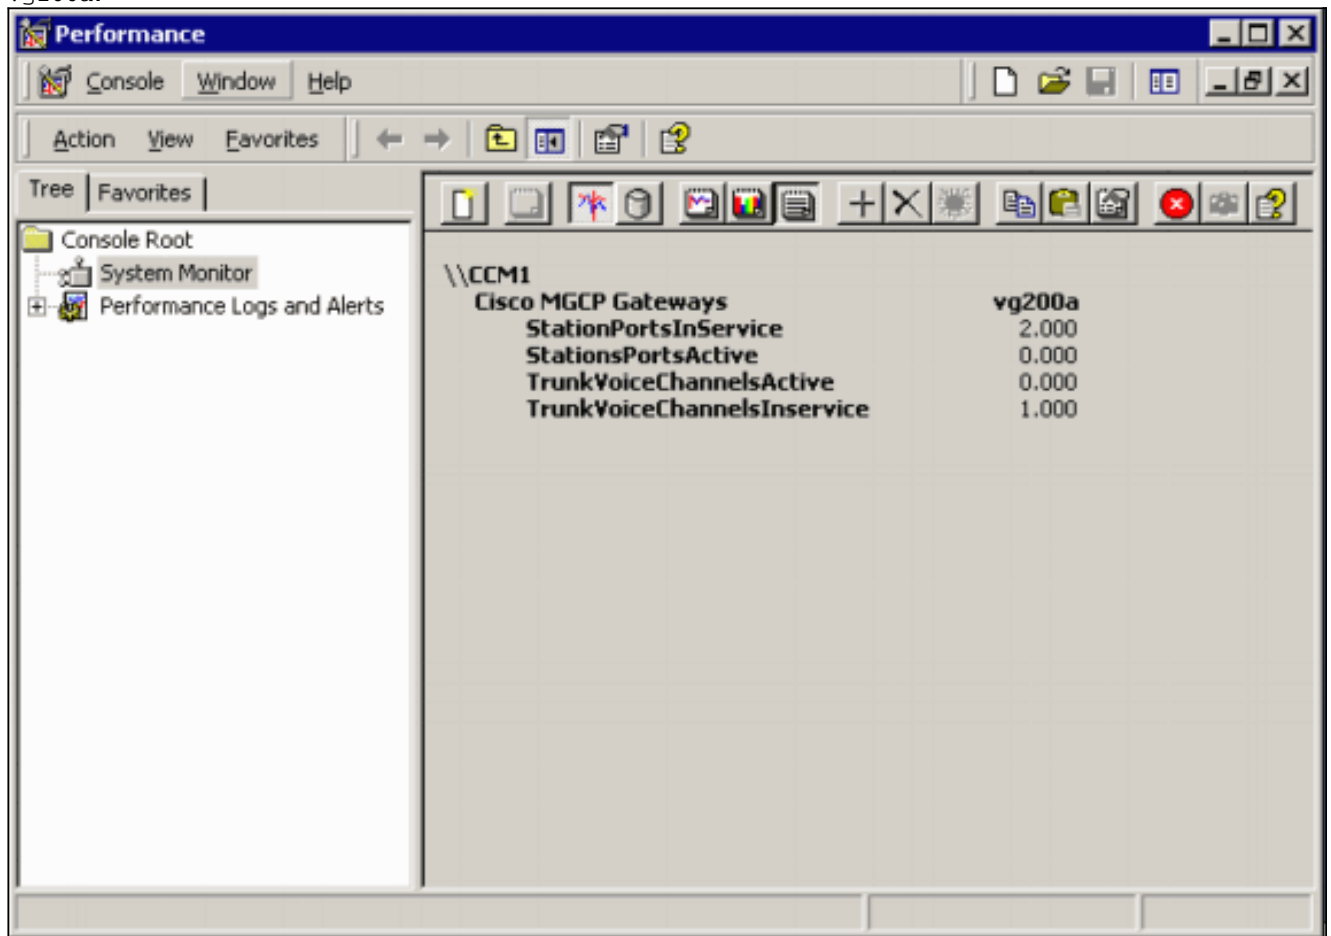 Performance
Console Window Help
Action View Favorites
Tree Favorites
Console Root
System Monitor
Performance Logs and Alerts
\\CCM1
Cisco MGCP Gateways vg200a
StationPortsInService 2.000
StationsPortsActive 0.000
TrunkVoiceChannelsActive 0.000
TrunkVoiceChannelsInservice 1.000